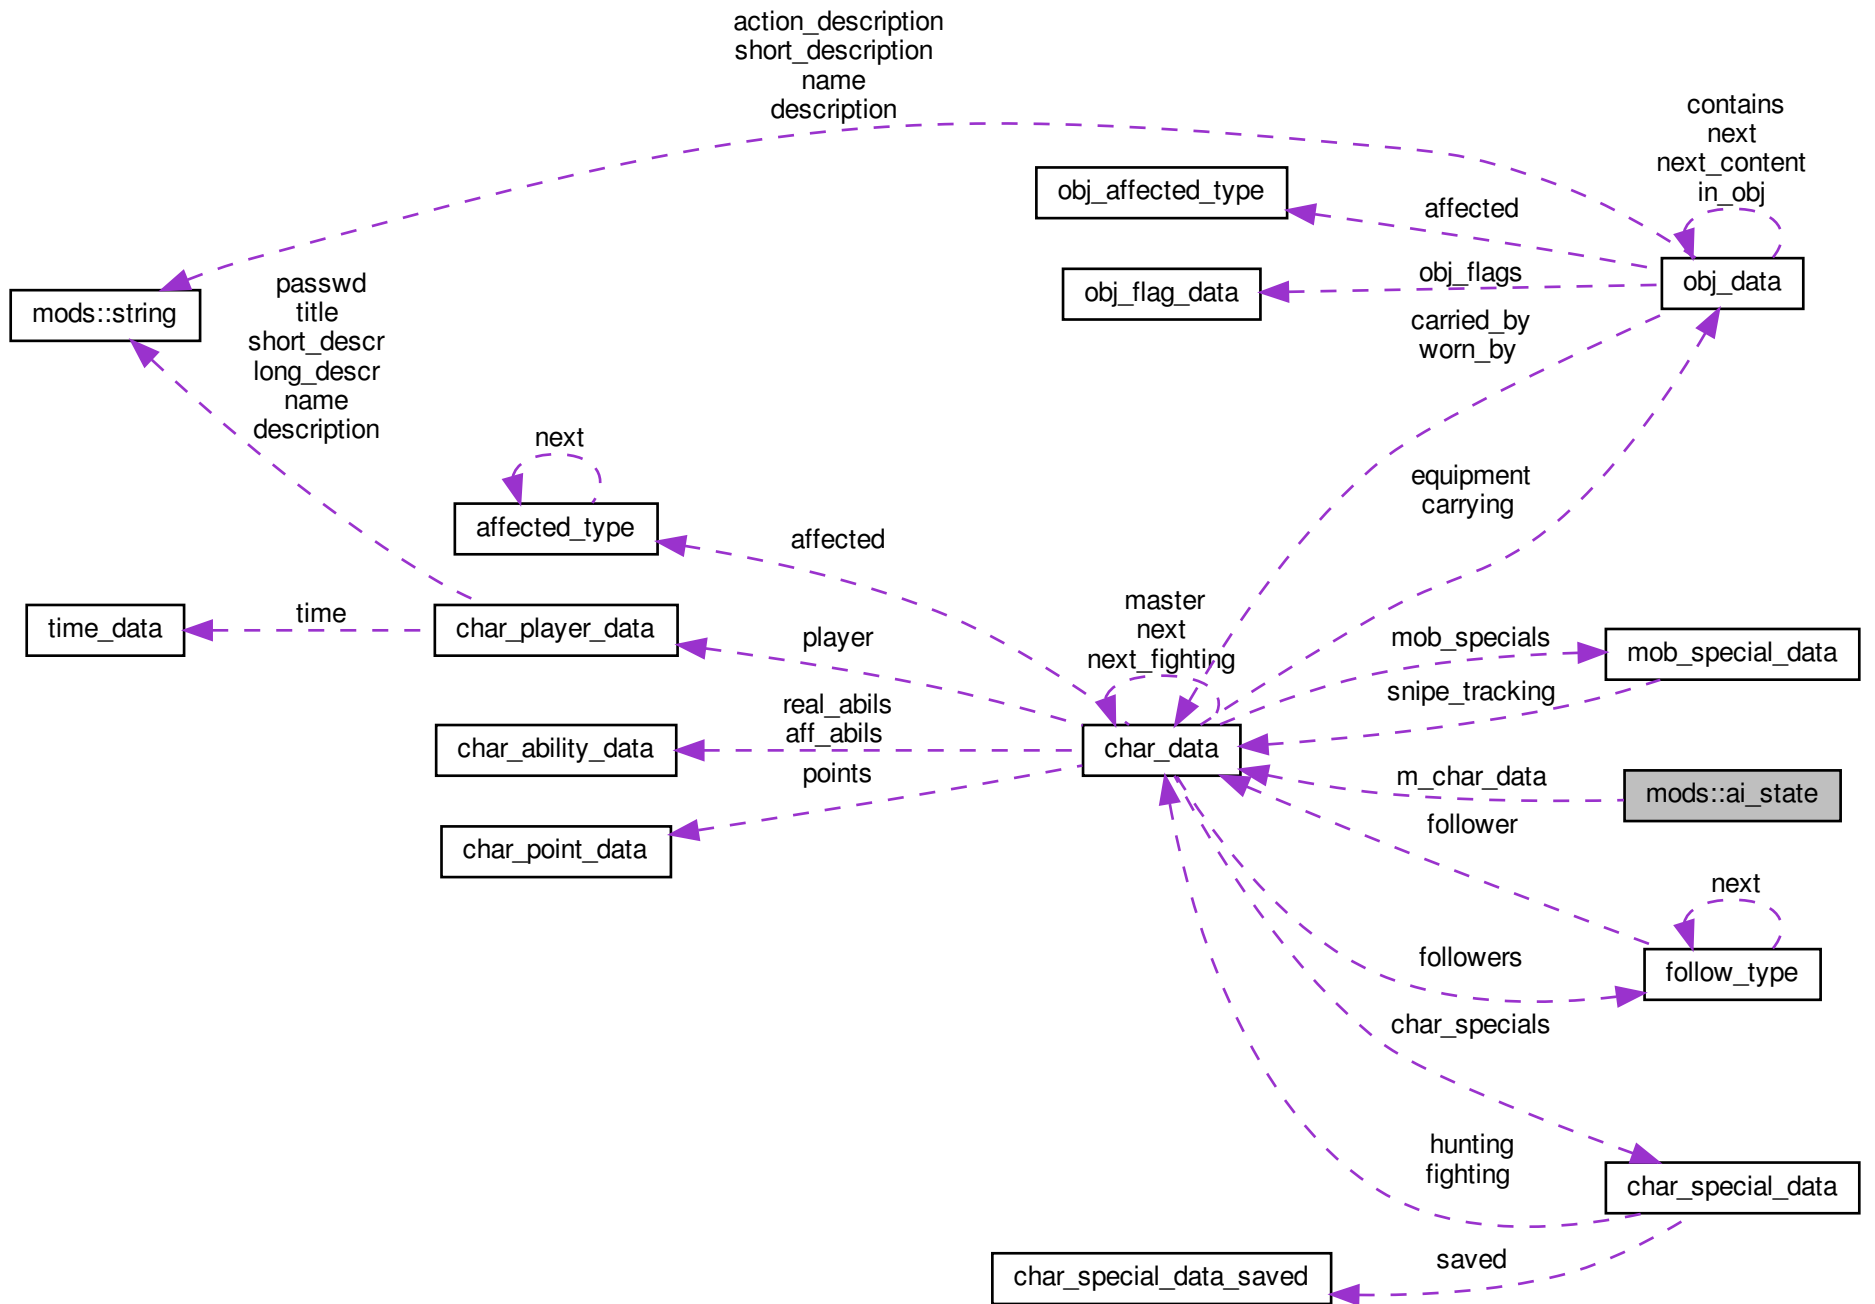 action_description
short_description
name
description
contains
next
next_content
in_obj
obj_affected_type
affected
obj_flags
obj_data
obj_flag_data
mods::string
passwd
title
short_descr
long_descr
name
description
carried_by
worn_by
next
equipment
carrying
affected_type
affected
time_data
time
char_player_data
player
master
next
next_fighting
mob_specials
mob_special_data
snipe_tracking
real_abils
aff_abils
char_ability_data
char_data
points
m_char_data
mods::ai_state
follower
char_point_data
next
followers
follow_type
char_specials
hunting
fighting
char_special_data
saved
char_special_data_saved